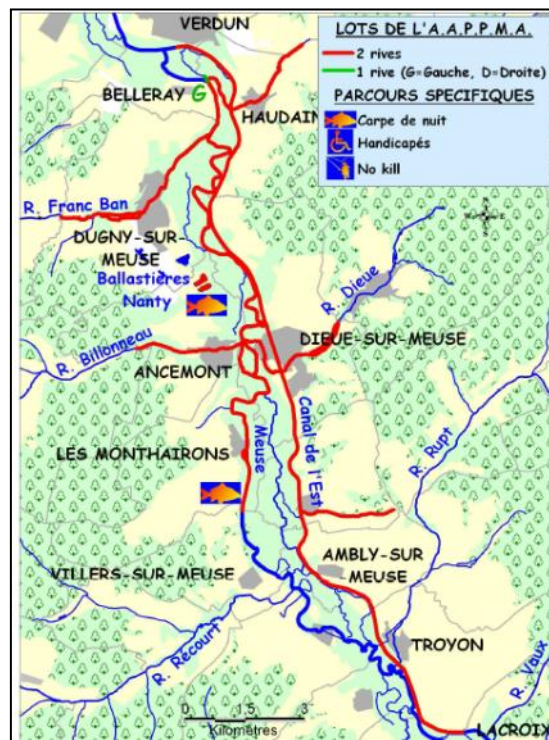 VERDUN
LOTS DE L'A.A.P.P.M.A.
2 rives
1 rive (G=Gauche, D=Droite)
PARCOURS SPECIFIQUES
Carpe de nuit
Handicapés
No kill
BELLERAY G
HAUDAIN
R. Franc Ban
DUGNY-SUR-
MEUSE
Ballastières
Nanty
R. Dieue
R. Billonneau
DIEUE-SUR-MEUSE
ANCEMONT
Meuse
Canal de
l'Est
R. Rupt
LES MONTHAIRONS
AMBLY-SUR
MEUSE
VILLERS-SUR-MEUSE
R. Récourt
TROYON
R. Vaux
0 1.5 3
Kilomètres
LACROIX